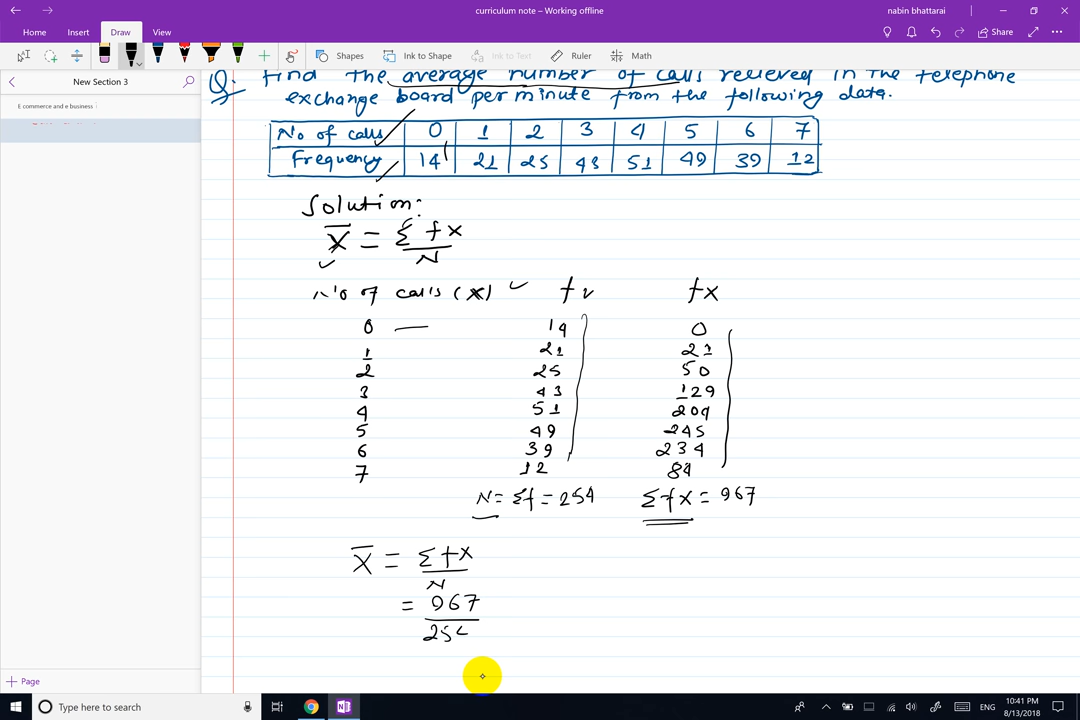 curriculum note – Working offline
nabin bhattarai
Home Insert Draw View
Share
Shapes Ink to Shape Ink to Text Ruler Math
New Section 3
E commerce and e business
Q. Find the average number of calls relieved in the telephone
exchange board per minute from the following data.
No of calls 0 1 2 3 4 5 6 7
Frequency 14 21 25 43 51 49 39 12
Solution:
X̄ = Σ fx
N
No of calls (x) f fx
0 14 0
1 21 21
2 25 50
3 43 129
4 51 204
5 49 245
6 39 234
7 12 84
N = Σf = 254 Σ fx = 967
X̄ = Σ fx
N
= 967
254
+ Page
Type here to search
ENG
10:41 PM
8/13/2018